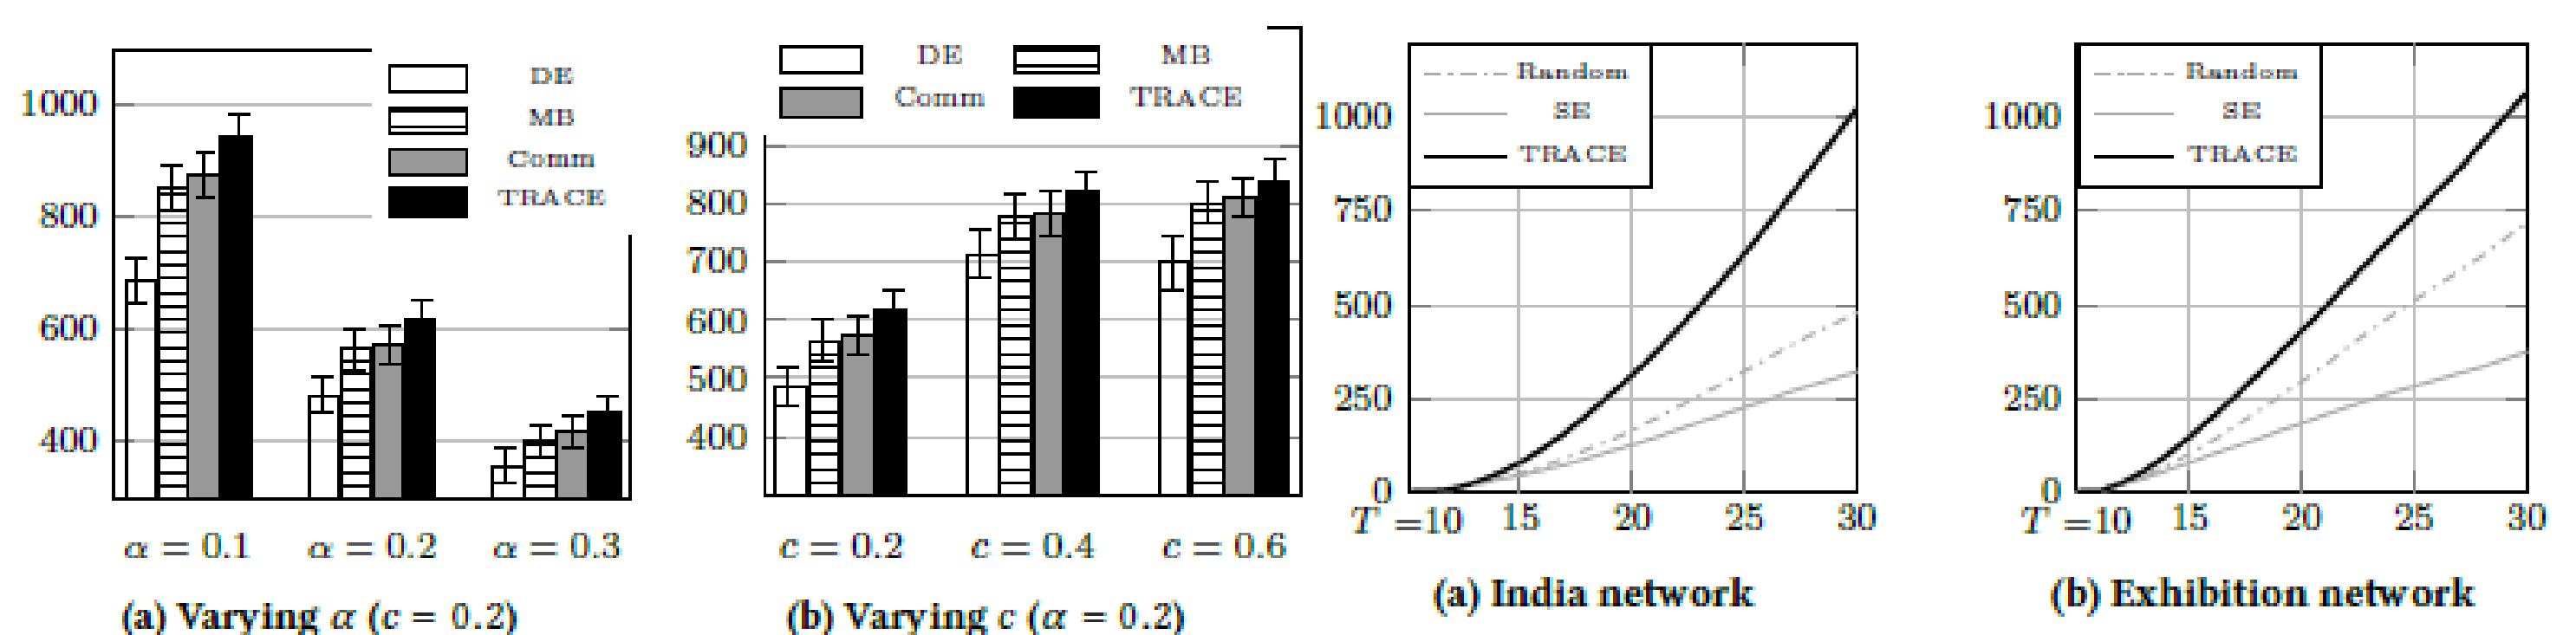 DE
MB
Comm
TRACE
1000
800
600
400
α = 0.1 α = 0.2 α = 0.3
(a) Varying α (c = 0.2)
DE MB
Comm TRACE
900
800
700
600
500
400
c = 0.2 c = 0.4 c = 0.6
(b) Varying c (α = 0.2)
Random
SE
TRACE
1000
750
500
250
0
T =10 15 20 25 30
(a) India network
Random
SE
TRACE
1000
750
500
250
0
T =10 15 20 25 30
(b) Exhibition network